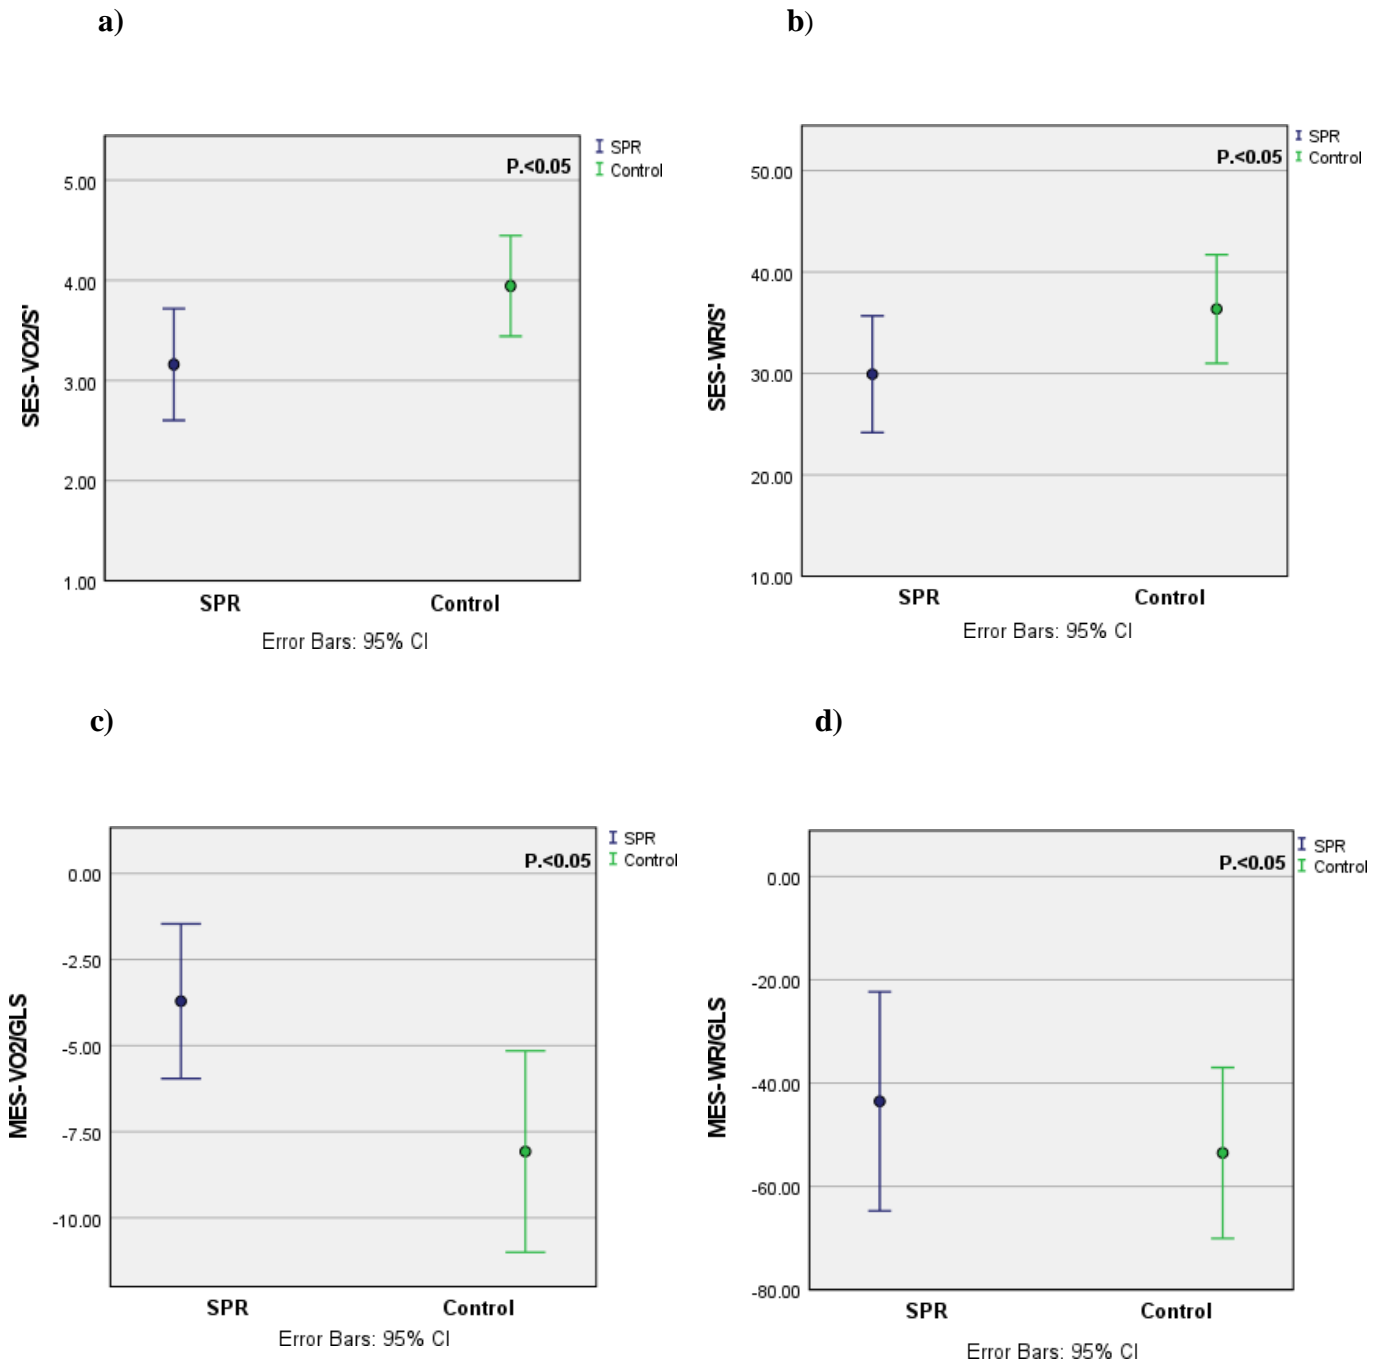 a)
P.<0.05
SPR
Control
5.00
4.00
3.00
2.00
1.00
SES- VO2/S'
SPR Control
Error Bars: 95% CI
b)
P.<0.05
SPR
Control
50.00
40.00
30.00
20.00
10.00
SES- WR/S'
SPR Control
Error Bars: 95% CI
c)
P.<0.05
SPR
Control
0.00
-2.50
-5.00
-7.50
-10.00
MES- VO2/GLS
SPR Control
Error Bars: 95% CI
d)
P.<0.05
SPR
Control
0.00
-20.00
-40.00
-60.00
-80.00
MES- WR/GLS
SPR Control
Error Bars: 95% CI